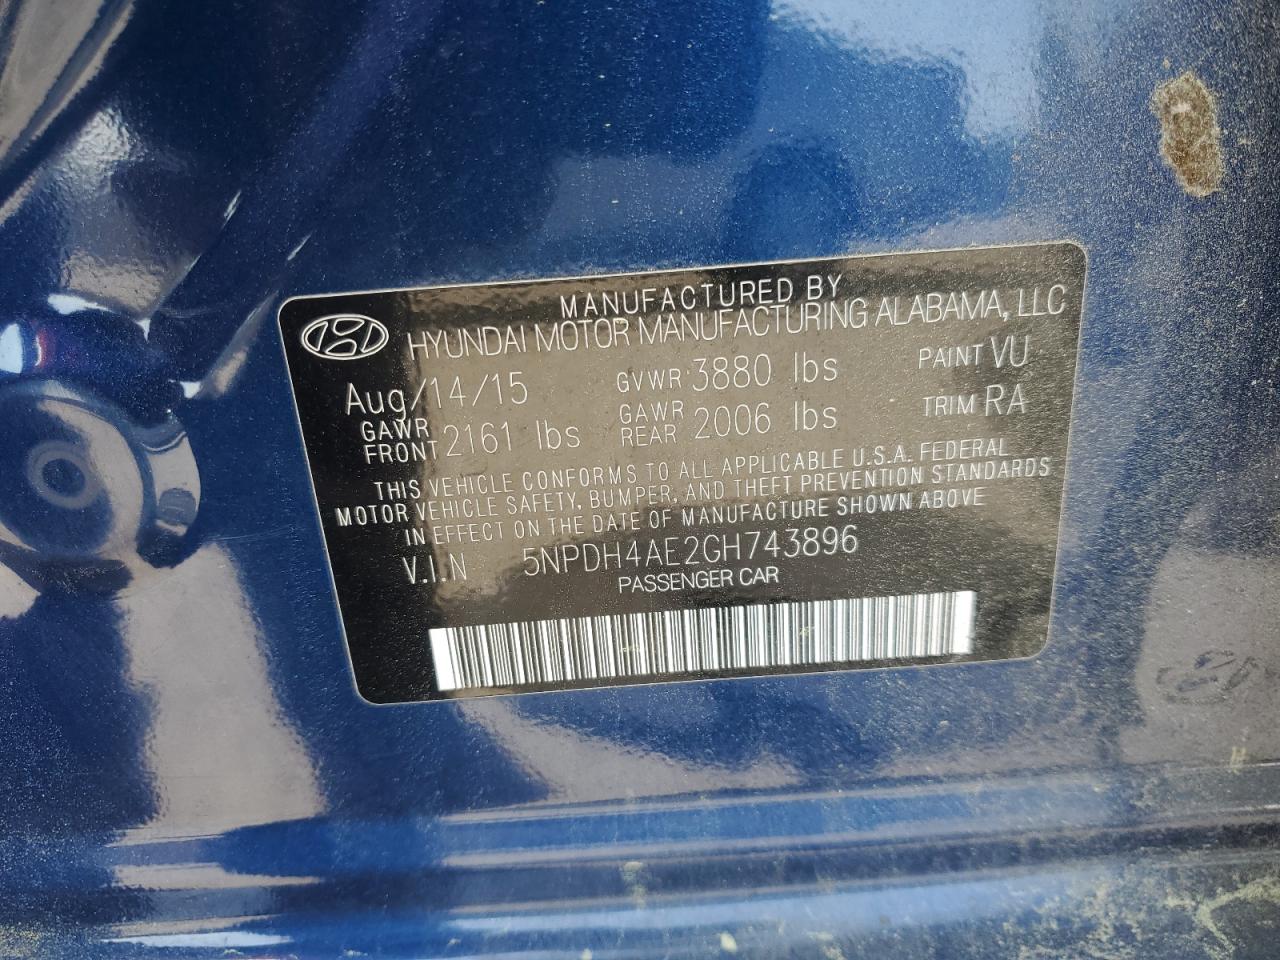 MANUFACTURED BY
HYUNDAI MOTOR MANUFACTURING ALABAMA, LLC
Aug/14/15 GVWR 3880 lbs PAINT VU
GAWR FRONT 2161 lbs GAWR REAR 2006 lbs TRIM RA
THIS VEHICLE CONFORMS TO ALL APPLICABLE U.S.A. FEDERAL
MOTOR VEHICLE SAFETY, BUMPER, AND THEFT PREVENTION STANDARDS
IN EFFECT ON THE DATE OF MANUFACTURE SHOWN ABOVE
V.I.N 5NPDH4AE2GH743896
PASSENGER CAR